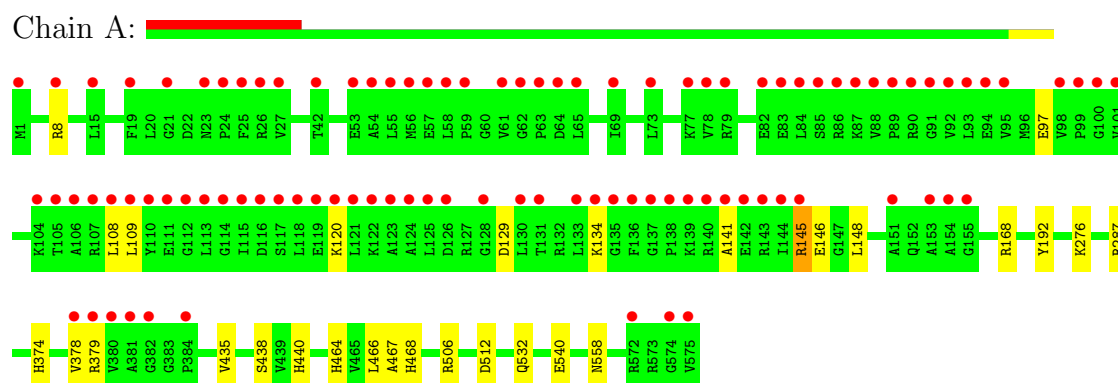 Chain A:
M1 R8 L15 F19 L20 G21 D22 N23 P24 F25 R26 V27 T42 E53 A54 L55 M56 E57 L58 P59 G60 V61 G62 P63 D64 L65 I69 L73 K77 V78 R79 E82 E83 L84 S85 R86 K87 V88 P89 R90 G91 V92 L93 E94 V95 M96 E97 V98 P99 G100
K104 T105 A106 R107 L108 L109 Y110 E111 G112 L113 G114 I115 D116 S117 L118 E119 K120 L121 K122 A123 A124 L125 D126 R127 G128 D129 L130 T131 R132 L133 K134 G135 F136 G137 P138 K139 R140 A141 E142 R143 I144 R145 E146 G147 L148 A151 Q152 A153 A154 G155 R168 Y192 K276
H374 V378 R379 V380 A381 G382 G383 P384 V435 S438 V439 H440 H464 V465 L466 A467 H468 R506 D512 Q532 E540 N558 R572 R573 G574 V575